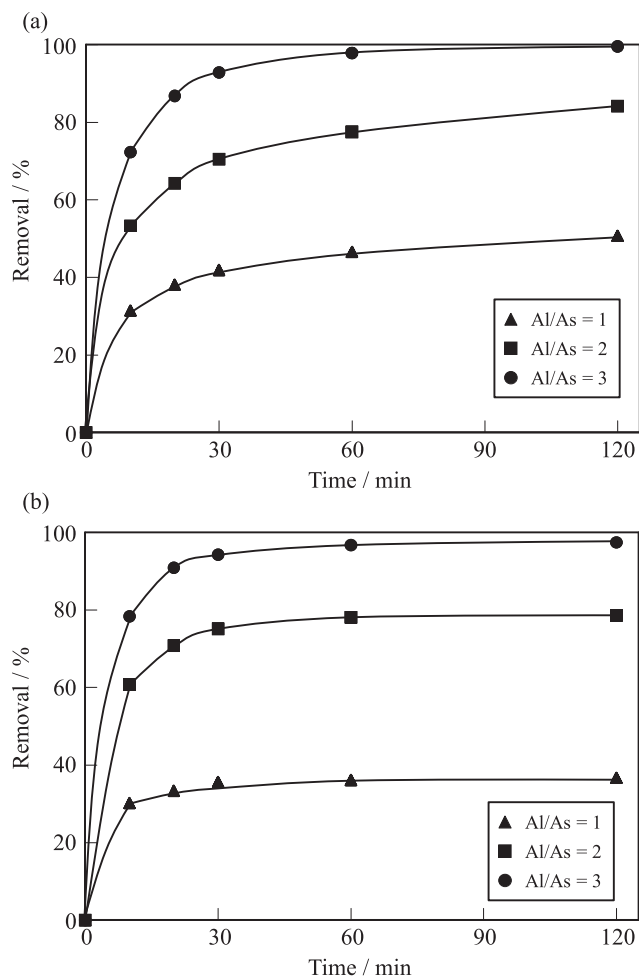 (a)
100
80
60
40
20
0
Removal / %
Al/As = 1
Al/As = 2
Al/As = 3
0 30 60 90 120
Time / min
(b)
100
80
60
40
20
0
Removal / %
Al/As = 1
Al/As = 2
Al/As = 3
0 30 60 90 120
Time / min